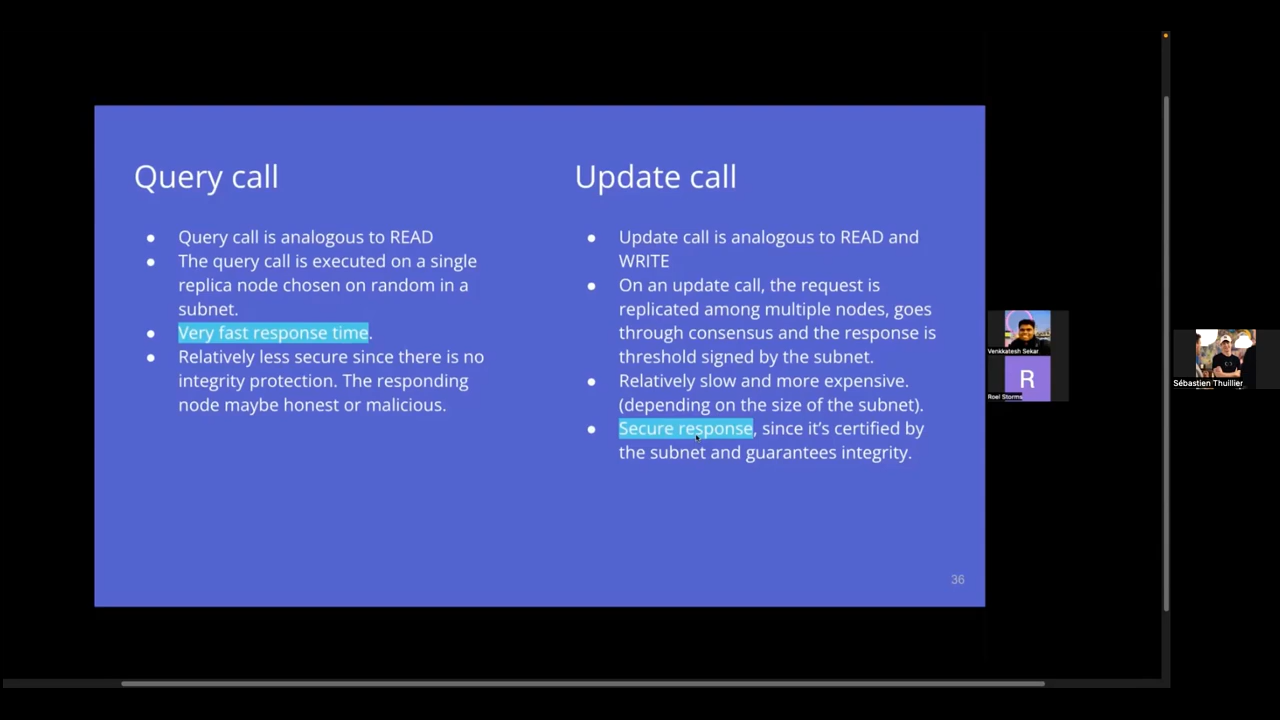 Query call
● Query call is analogous to READ
● The query call is executed on a single
replica node chosen on random in a
subnet.
● Very fast response time.
● Relatively less secure since there is no
integrity protection. The responding
node maybe honest or malicious.
Update call
● Update call is analogous to READ and
WRITE
● On an update call, the request is
replicated among multiple nodes, goes
through consensus and the response is
threshold signed by the subnet.
● Relatively slow and more expensive.
(depending on the size of the subnet).
● Secure response, since it’s certified by
the subnet and guarantees integrity.
36
Venkkatesh Sekar
R
Roel Storms
Sébastien Thuillier